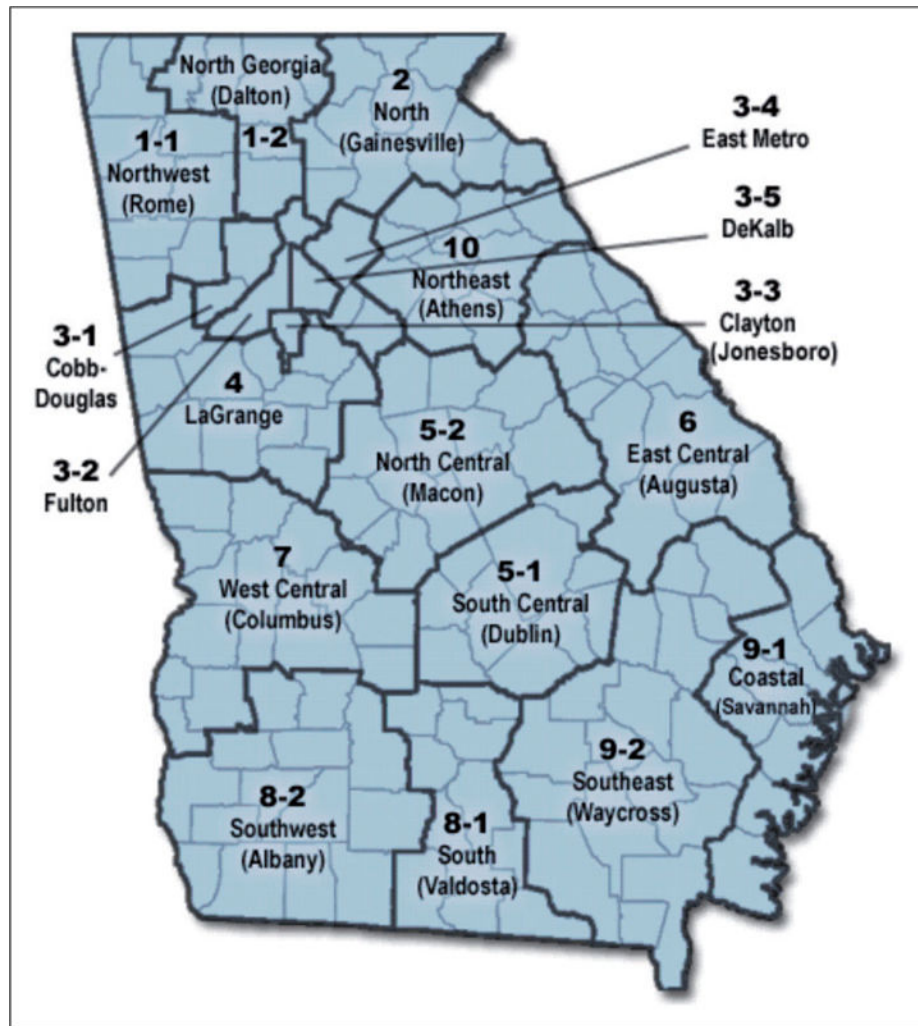 North Georgia
(Dalton)
1-2
2
North
(Gainesville)
3-4
East Metro
1-1
Northwest
(Rome)
3-5
DeKalb
10
Northeast
(Athens)
3-3
Clayton
(Jonesboro)
3-1
Cobb-
Douglas
4
LaGrange
3-2
Fulton
5-2
North Central
(Macon)
6
East Central
(Augusta)
7
West Central
(Columbus)
5-1
South Central
(Dublin)
9-1
Coastal
(Savannah)
9-2
Southeast
(Waycross)
8-2
Southwest
(Albany)
8-1
South
(Valdosta)